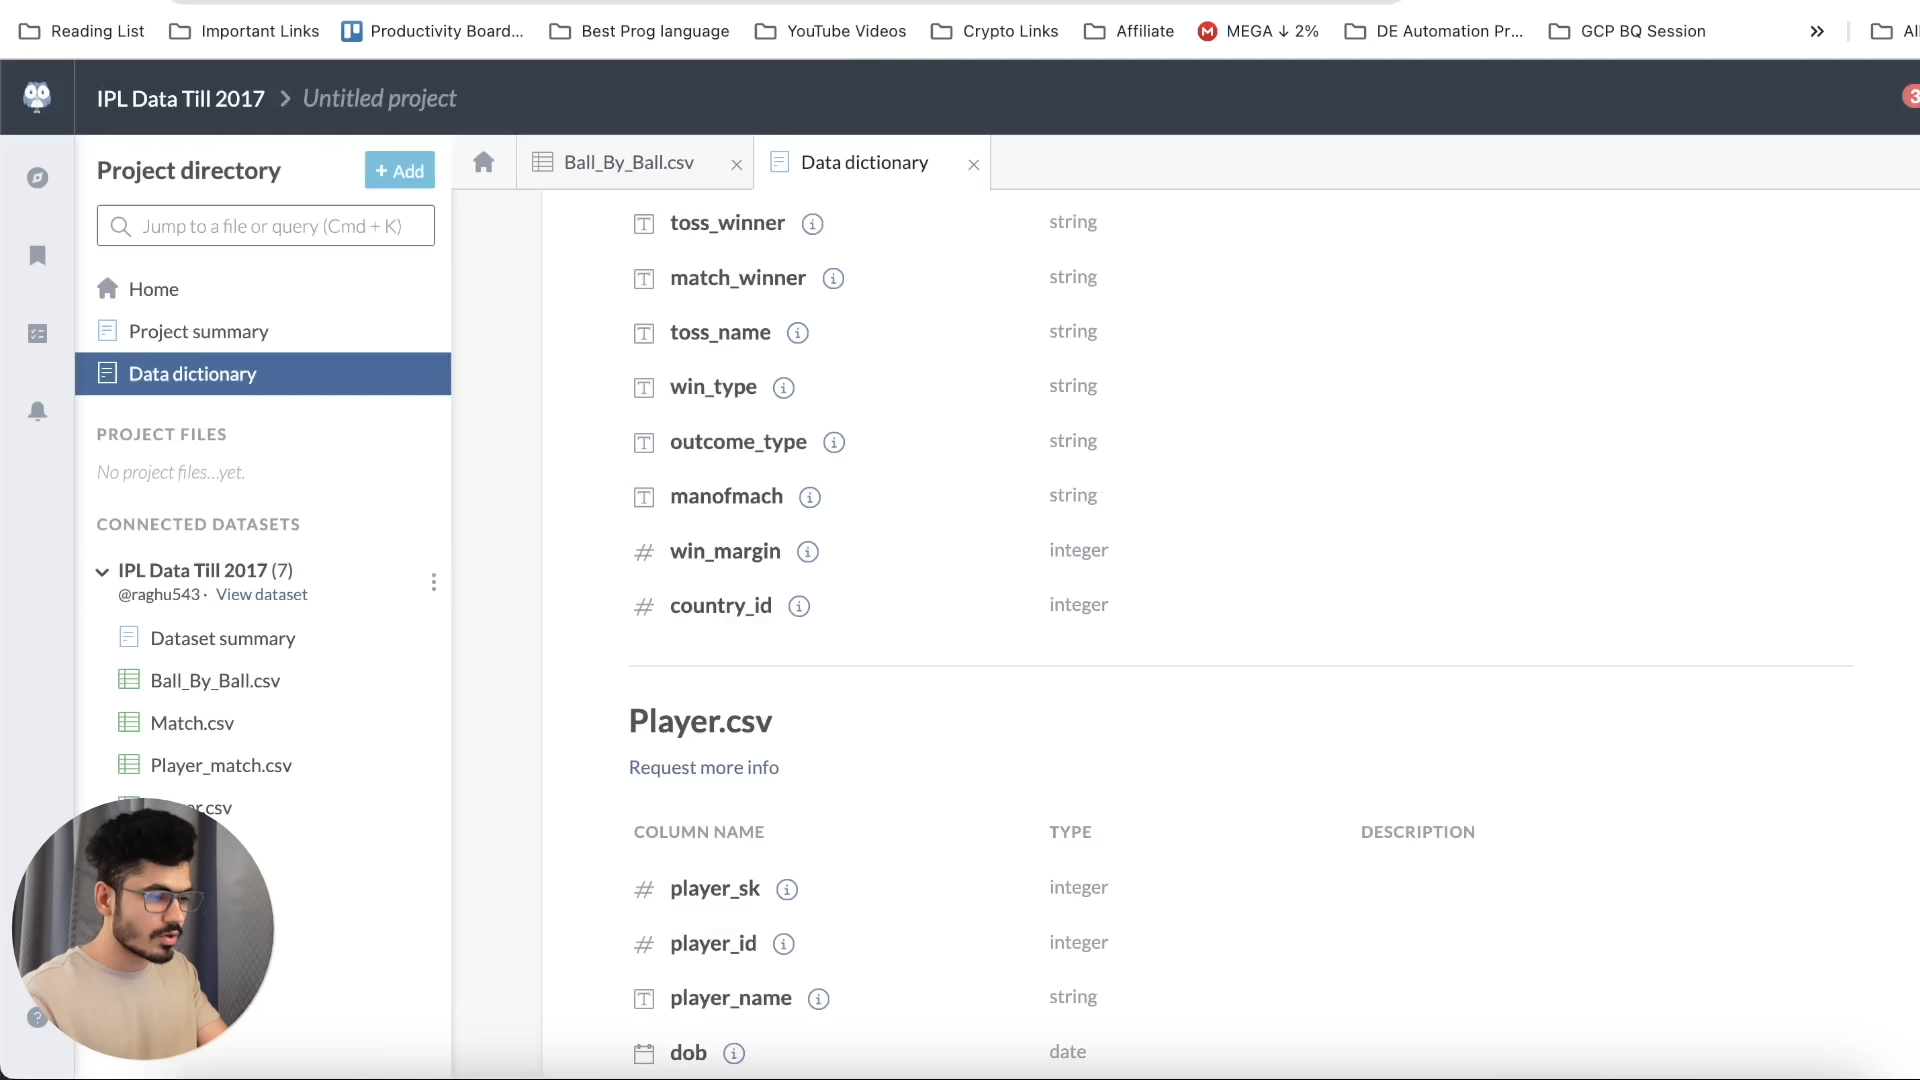 Reading List
Important Links
Productivity Board...
Best Prog language
YouTube Videos
Crypto Links
Affiliate
MEGA ↓ 2%
DE Automation Pr...
GCP BQ Session
»
IPL Data Till 2017 > Untitled project
3
Project directory
+ Add
Jump to a file or query (Cmd + K)
Home
Project summary
Data dictionary
PROJECT FILES
No project files...yet.
CONNECTED DATASETS
IPL Data Till 2017 (7)
@raghu543 · View dataset
Dataset summary
Ball_By_Ball.csv
Match.csv
Player_match.csv
Ball_By_Ball.csv ×
Data dictionary ×
toss_winner string
match_winner string
toss_name string
win_type string
outcome_type string
manofmach string
win_margin integer
country_id integer
Player.csv
Request more info
COLUMN NAME TYPE DESCRIPTION
player_sk integer
player_id integer
player_name string
dob date